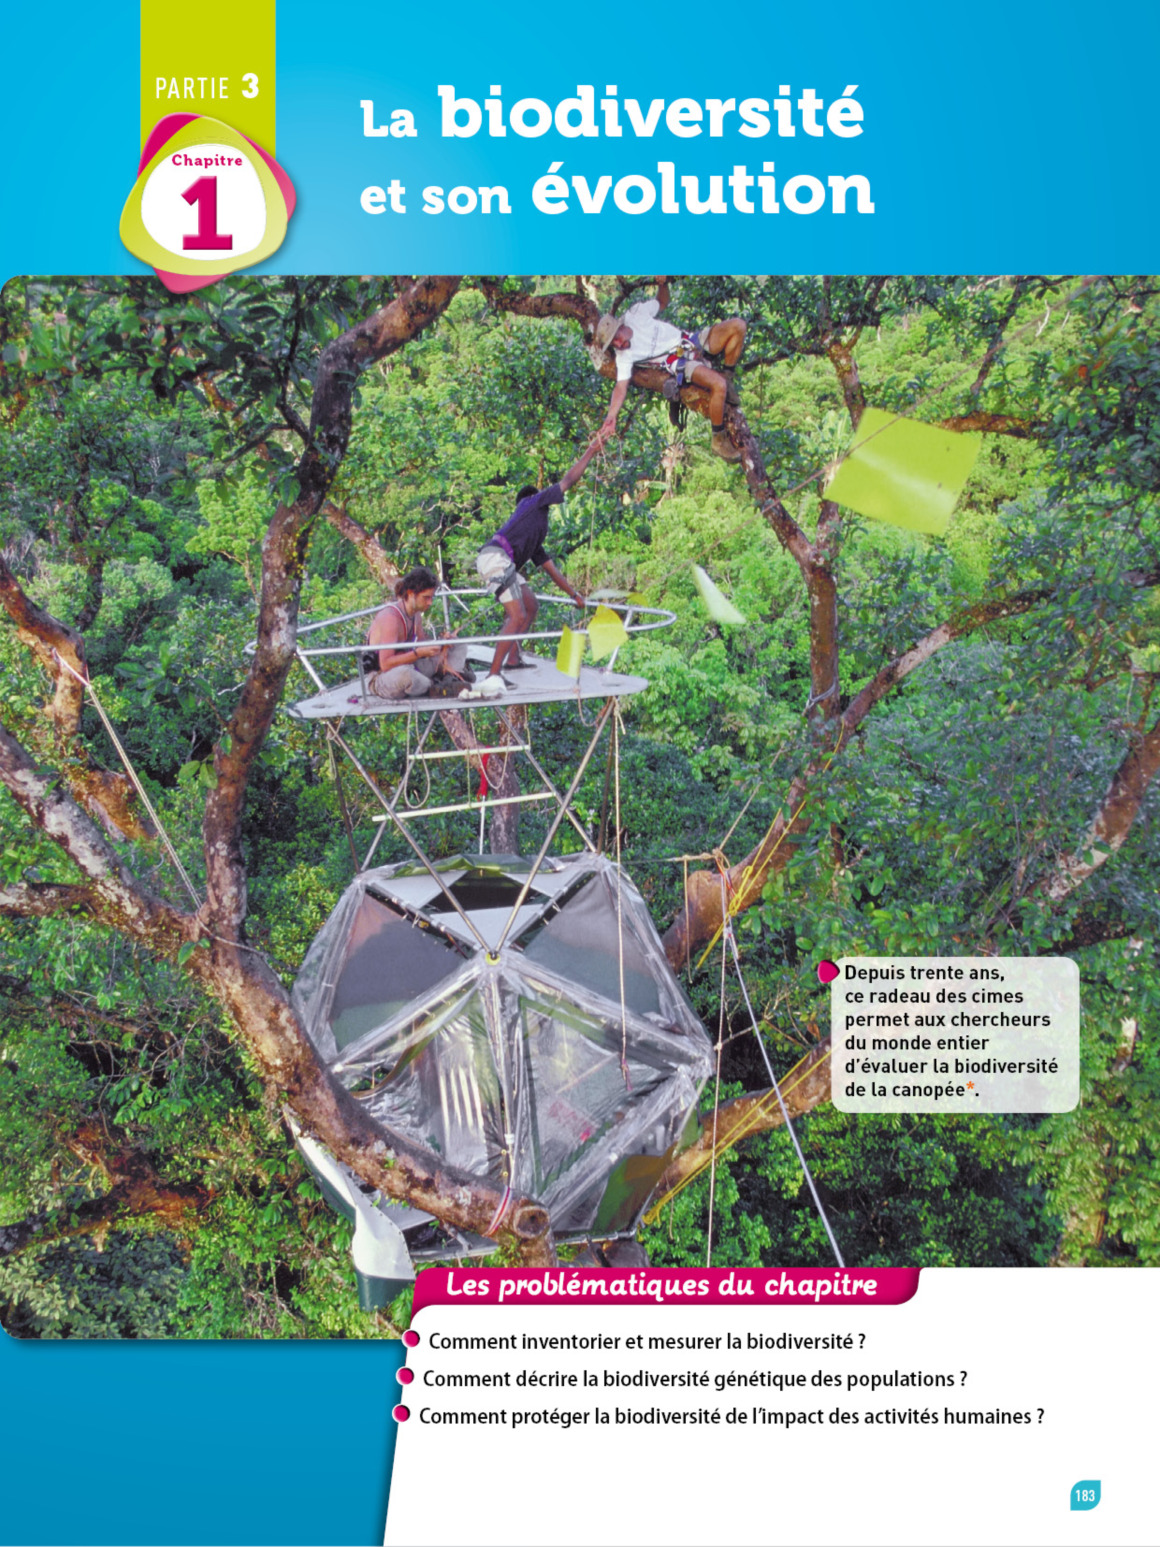 PARTIE 3
Chapitre
1
La biodiversité
et son évolution
Depuis trente ans,
ce radeau des cimes
permet aux chercheurs
du monde entier
d'évaluer la biodiversité
de la canopée*.
Les problématiques du chapitre
Comment inventorier et mesurer la biodiversité ?
Comment décrire la biodiversité génétique des populations ?
Comment protéger la biodiversité de l'impact des activités humaines ?
183